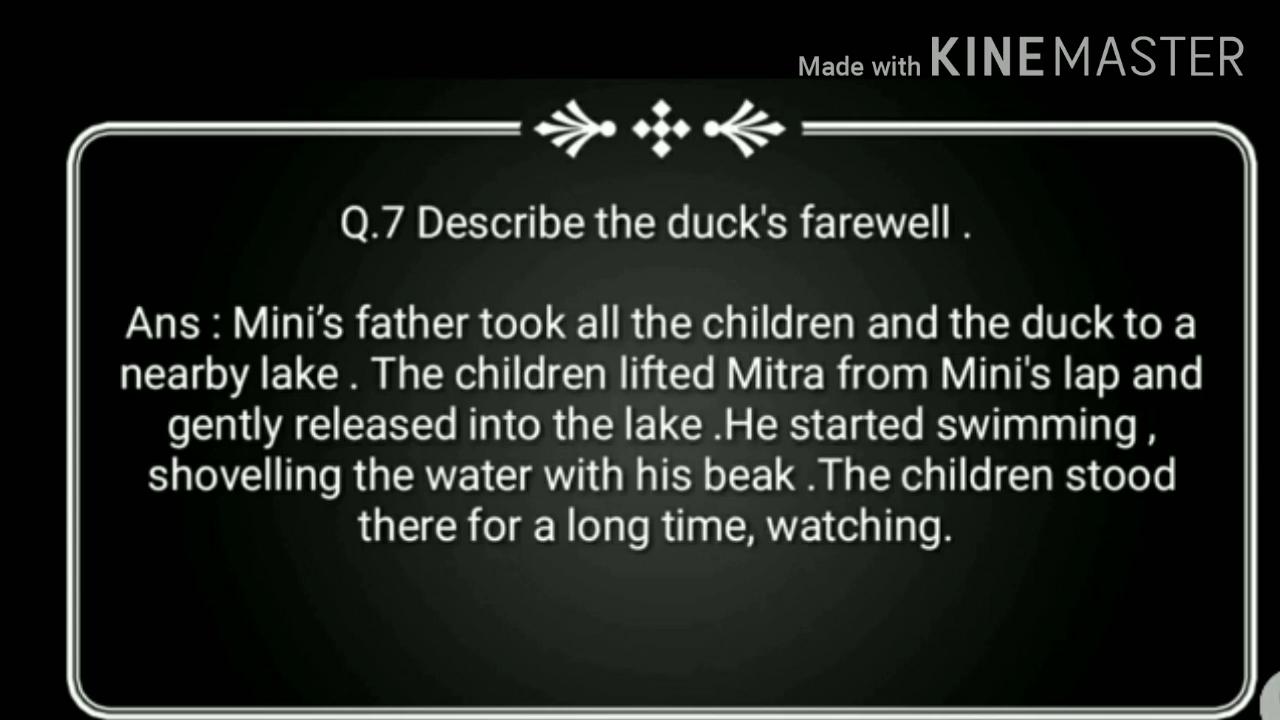 Made with KINEMASTER
Q.7 Describe the duck's farewell .
Ans : Mini’s father took all the children and the duck to a
nearby lake . The children lifted Mitra from Mini's lap and
gently released into the lake .He started swimming ,
shovelling the water with his beak .The children stood
there for a long time, watching.